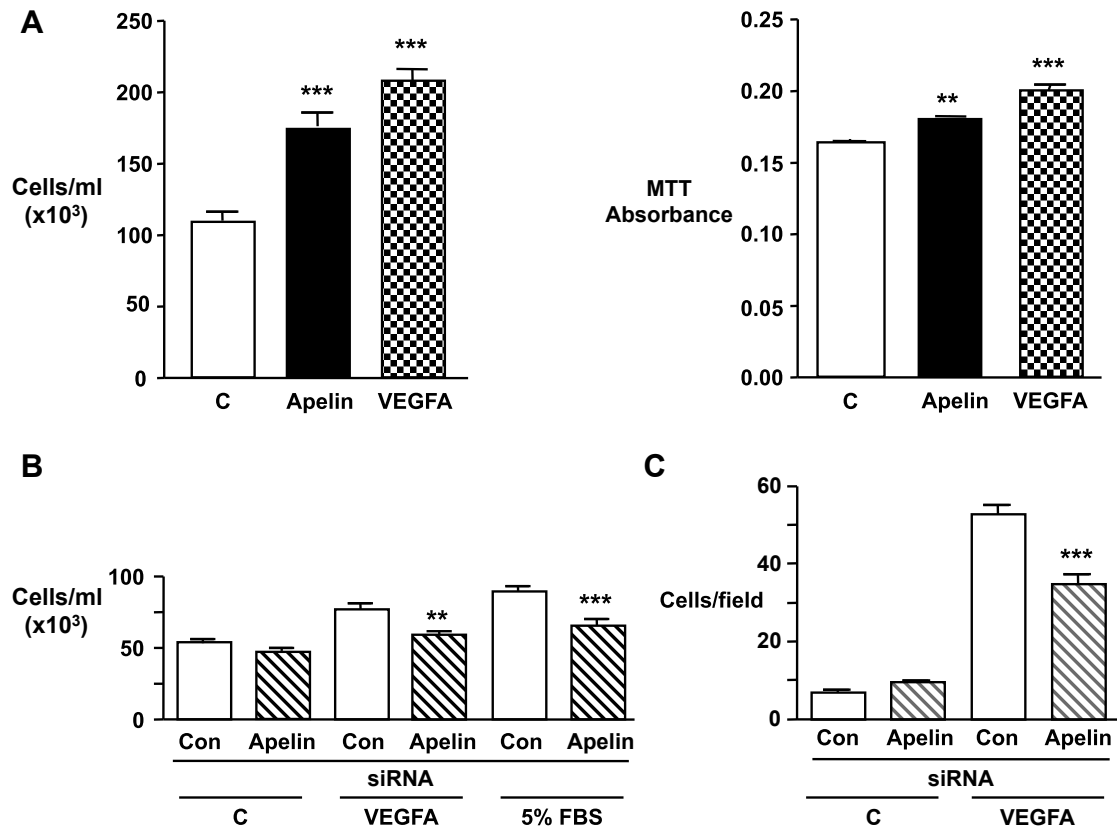 A
Cells/ml
(x10³)
250
200
150
100
50
0
***
***
C Apelin VEGFA
MTT
Absorbance
0.25
0.20
0.15
0.10
0.05
0.00
**
***
C Apelin VEGFA
B
Cells/ml
(x10³)
100
50
0
**
***
Con Apelin Con Apelin Con Apelin
siRNA
C VEGFA 5% FBS
C
Cells/field
60
40
20
0
***
Con Apelin Con Apelin
siRNA
C VEGFA